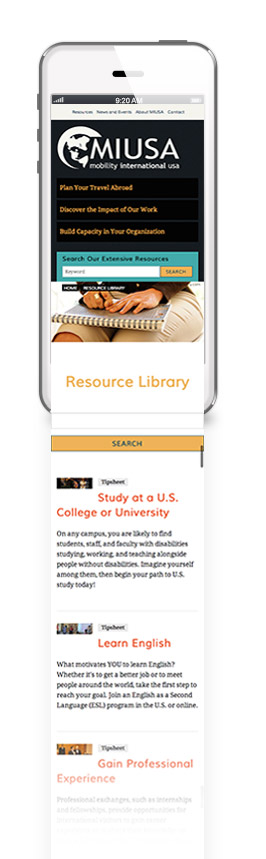 9:20 AM
Resources News and Events About MIUSA Contact
MIUSA
mobility international usa
Plan Your Travel Abroad
Discover the Impact of Our Work
Build Capacity in Your Organization
Search Our Extensive Resources
Keyword
SEARCH
HOME RESOURCE LIBRARY
Resource Library
SEARCH
Tipsheet
Study at a U.S.
College or University
On any campus, you are likely to find
students, staff, and faculty with disabilities
studying, working, and teaching alongside
people without disabilities. Imagine yourself
among them, then begin your path to U.S.
study today!
Tipsheet
Learn English
What motivates YOU to learn English?
Whether it's to get a better job or to meet
people around the world, take the first step to
reach your goal. Join an English as a Second
Language (ESL) program in the U.S. or online.
Tipsheet
Gain Professional
Experience
Professional exchanges, such as internships
and fellowships, provide opportunities for